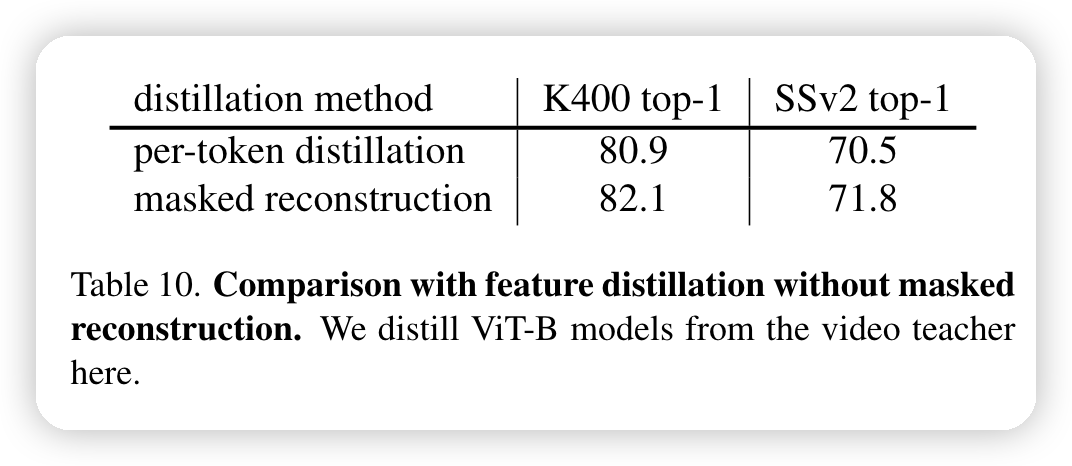 distillation method K400 top-1 SSv2 top-1
per-token distillation 80.9 70.5
masked reconstruction 82.1 71.8
Table 10. Comparison with feature distillation without masked
reconstruction. We distill ViT-B models from the video teacher
here.